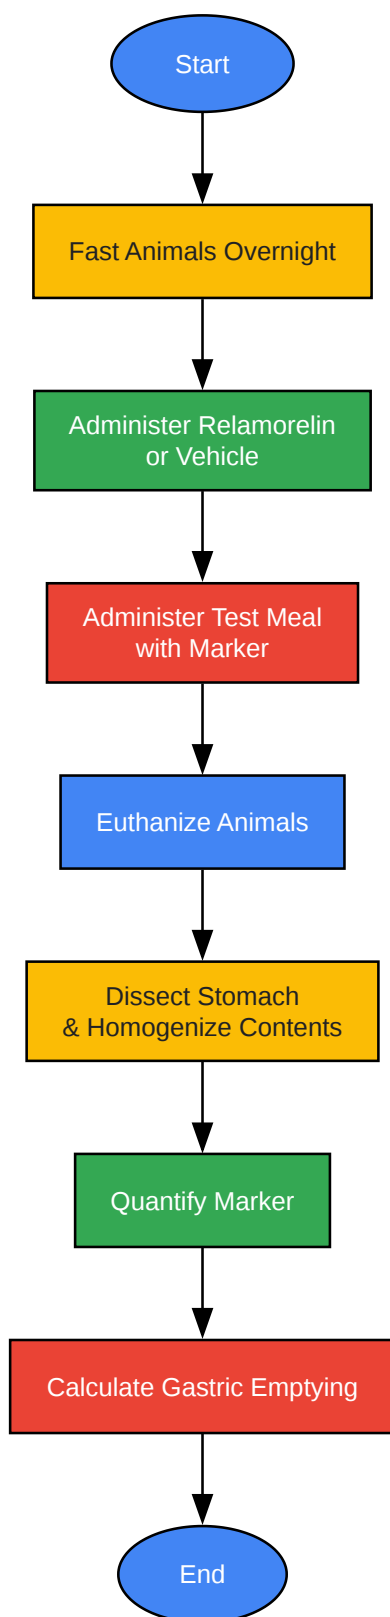 Start
Fast Animals Overnight
Administer Relamorelin
or Vehicle
Administer Test Meal
with Marker
Euthanize Animals
Dissect Stomach
& Homogenize Contents
Quantify Marker
Calculate Gastric Emptying
End